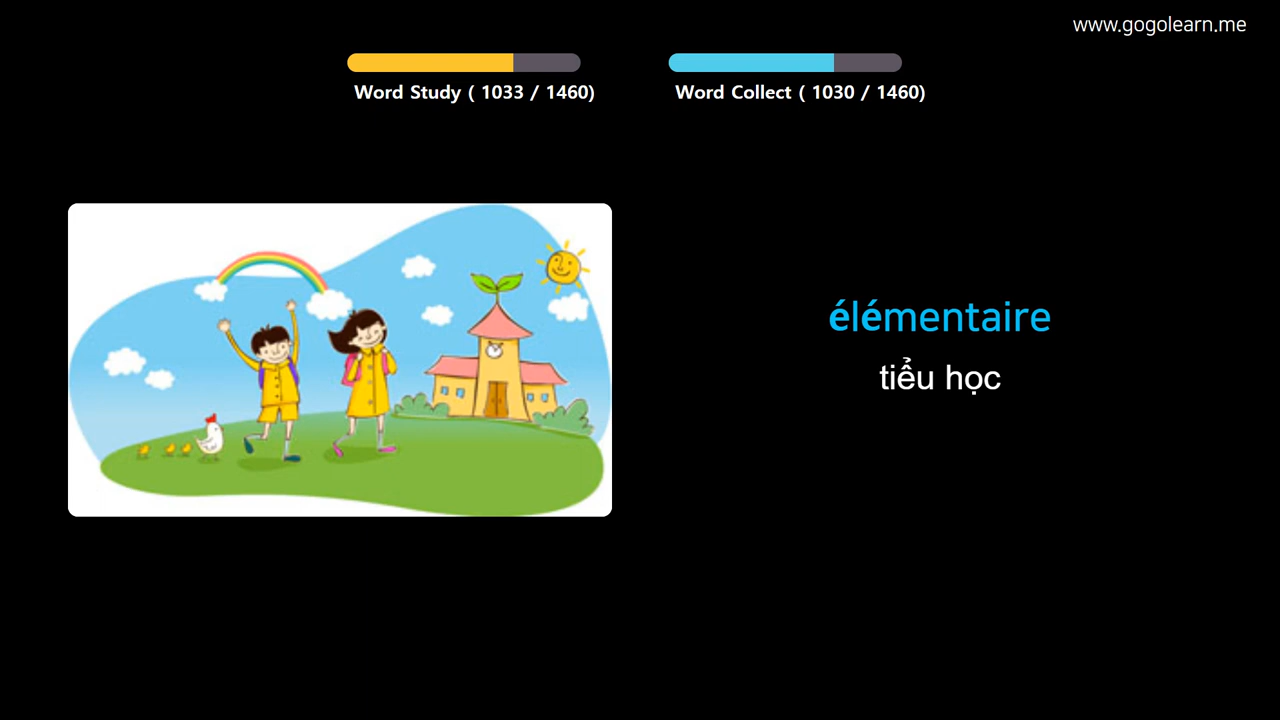 www.gogolearn.me
Word Study ( 1033 / 1460)
Word Collect ( 1030 / 1460)
élémentaire
tiểu học